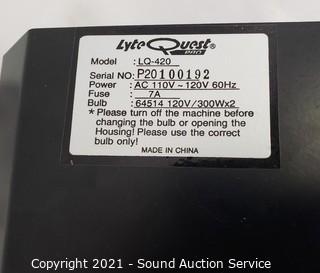 Lyte Quest®
PRO
Model : LQ-420
Serial NO: P20100192
Power : AC 110V~120V 60Hz
Fuse : 7A
Bulb : 64514 120V/300Wx2
* Please turn off the machine before
changing the bulb or opening the
Housing! Please use the correct
bulb only!
MADE IN CHINA
Copyright 2021 - Sound Auction Service